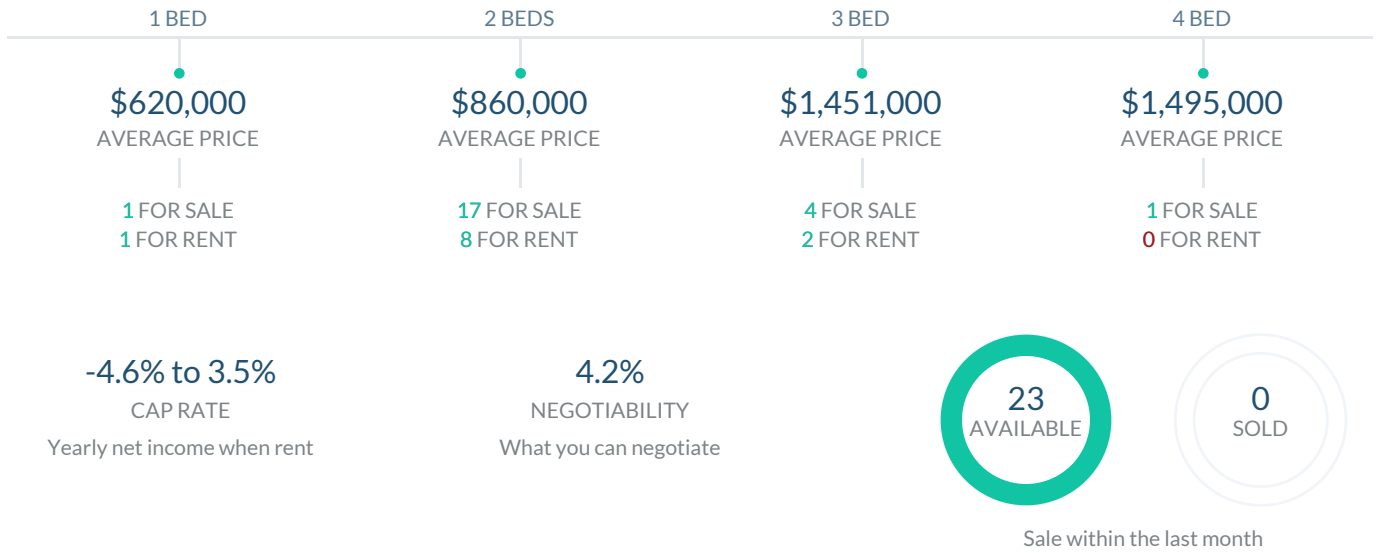 1 BED
2 BEDS
3 BED
4 BED
$620,000
AVERAGE PRICE
1 FOR SALE
1 FOR RENT
$860,000
AVERAGE PRICE
17 FOR SALE
8 FOR RENT
$1,451,000
AVERAGE PRICE
4 FOR SALE
2 FOR RENT
$1,495,000
AVERAGE PRICE
1 FOR SALE
0 FOR RENT
-4.6% to 3.5%
CAP RATE
Yearly net income when rent
4.2%
NEGOTIABILITY
What you can negotiate
23
AVAILABLE
0
SOLD
Sale within the last month